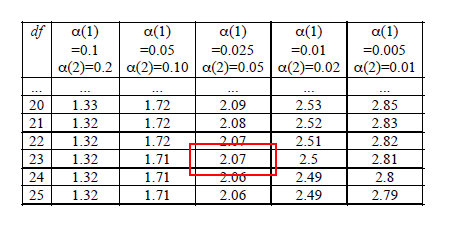 df α(1) α(1) α(1) α(1) α(1)
=0.1 =0.05 =0.025 =0.01 =0.005
α(2)=0.2 α(2)=0.10 α(2)=0.05 α(2)=0.02 α(2)=0.01
... ... ... ... ... ...
20 1.33 1.72 2.09 2.53 2.85
21 1.32 1.72 2.08 2.52 2.83
22 1.32 1.72 2.07 2.51 2.82
23 1.32 1.71 2.07 2.5 2.81
24 1.32 1.71 2.06 2.49 2.8
25 1.32 1.71 2.06 2.49 2.79